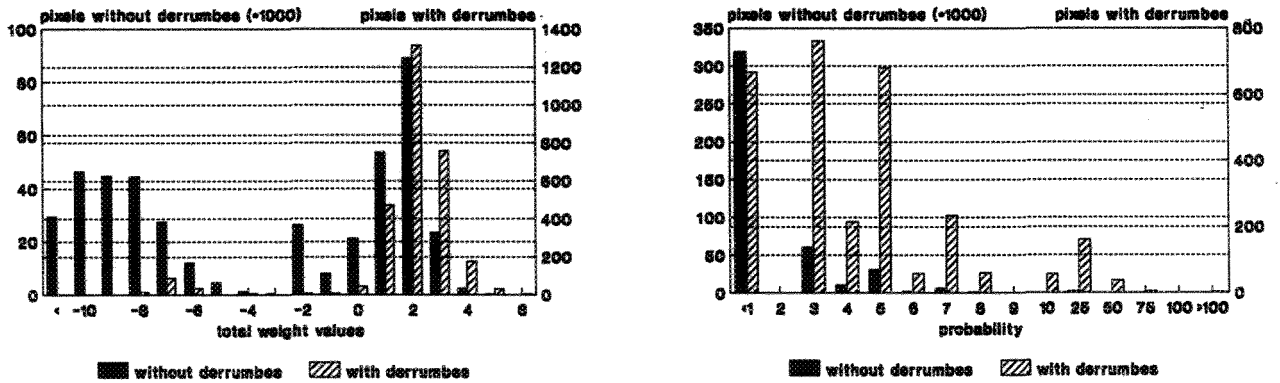 pixels without derrumbes (*1000) pixels with derrumbes
100 1400
1200
80
1000
60
800
40 600
400
20
200
0 0
< -10 -8 -6 -4 -2 0 2 4 6
total weight values
without derrumbes with derrumbes
pixels without derrumbes (*1000) pixels with derrumbes
350 800
300
600
250
200
400
150
100
200
50
0 0
<1 2 3 4 5 6 7 8 9 10 25 50 75 100 >100
probability
without derrumbes with derrumbes